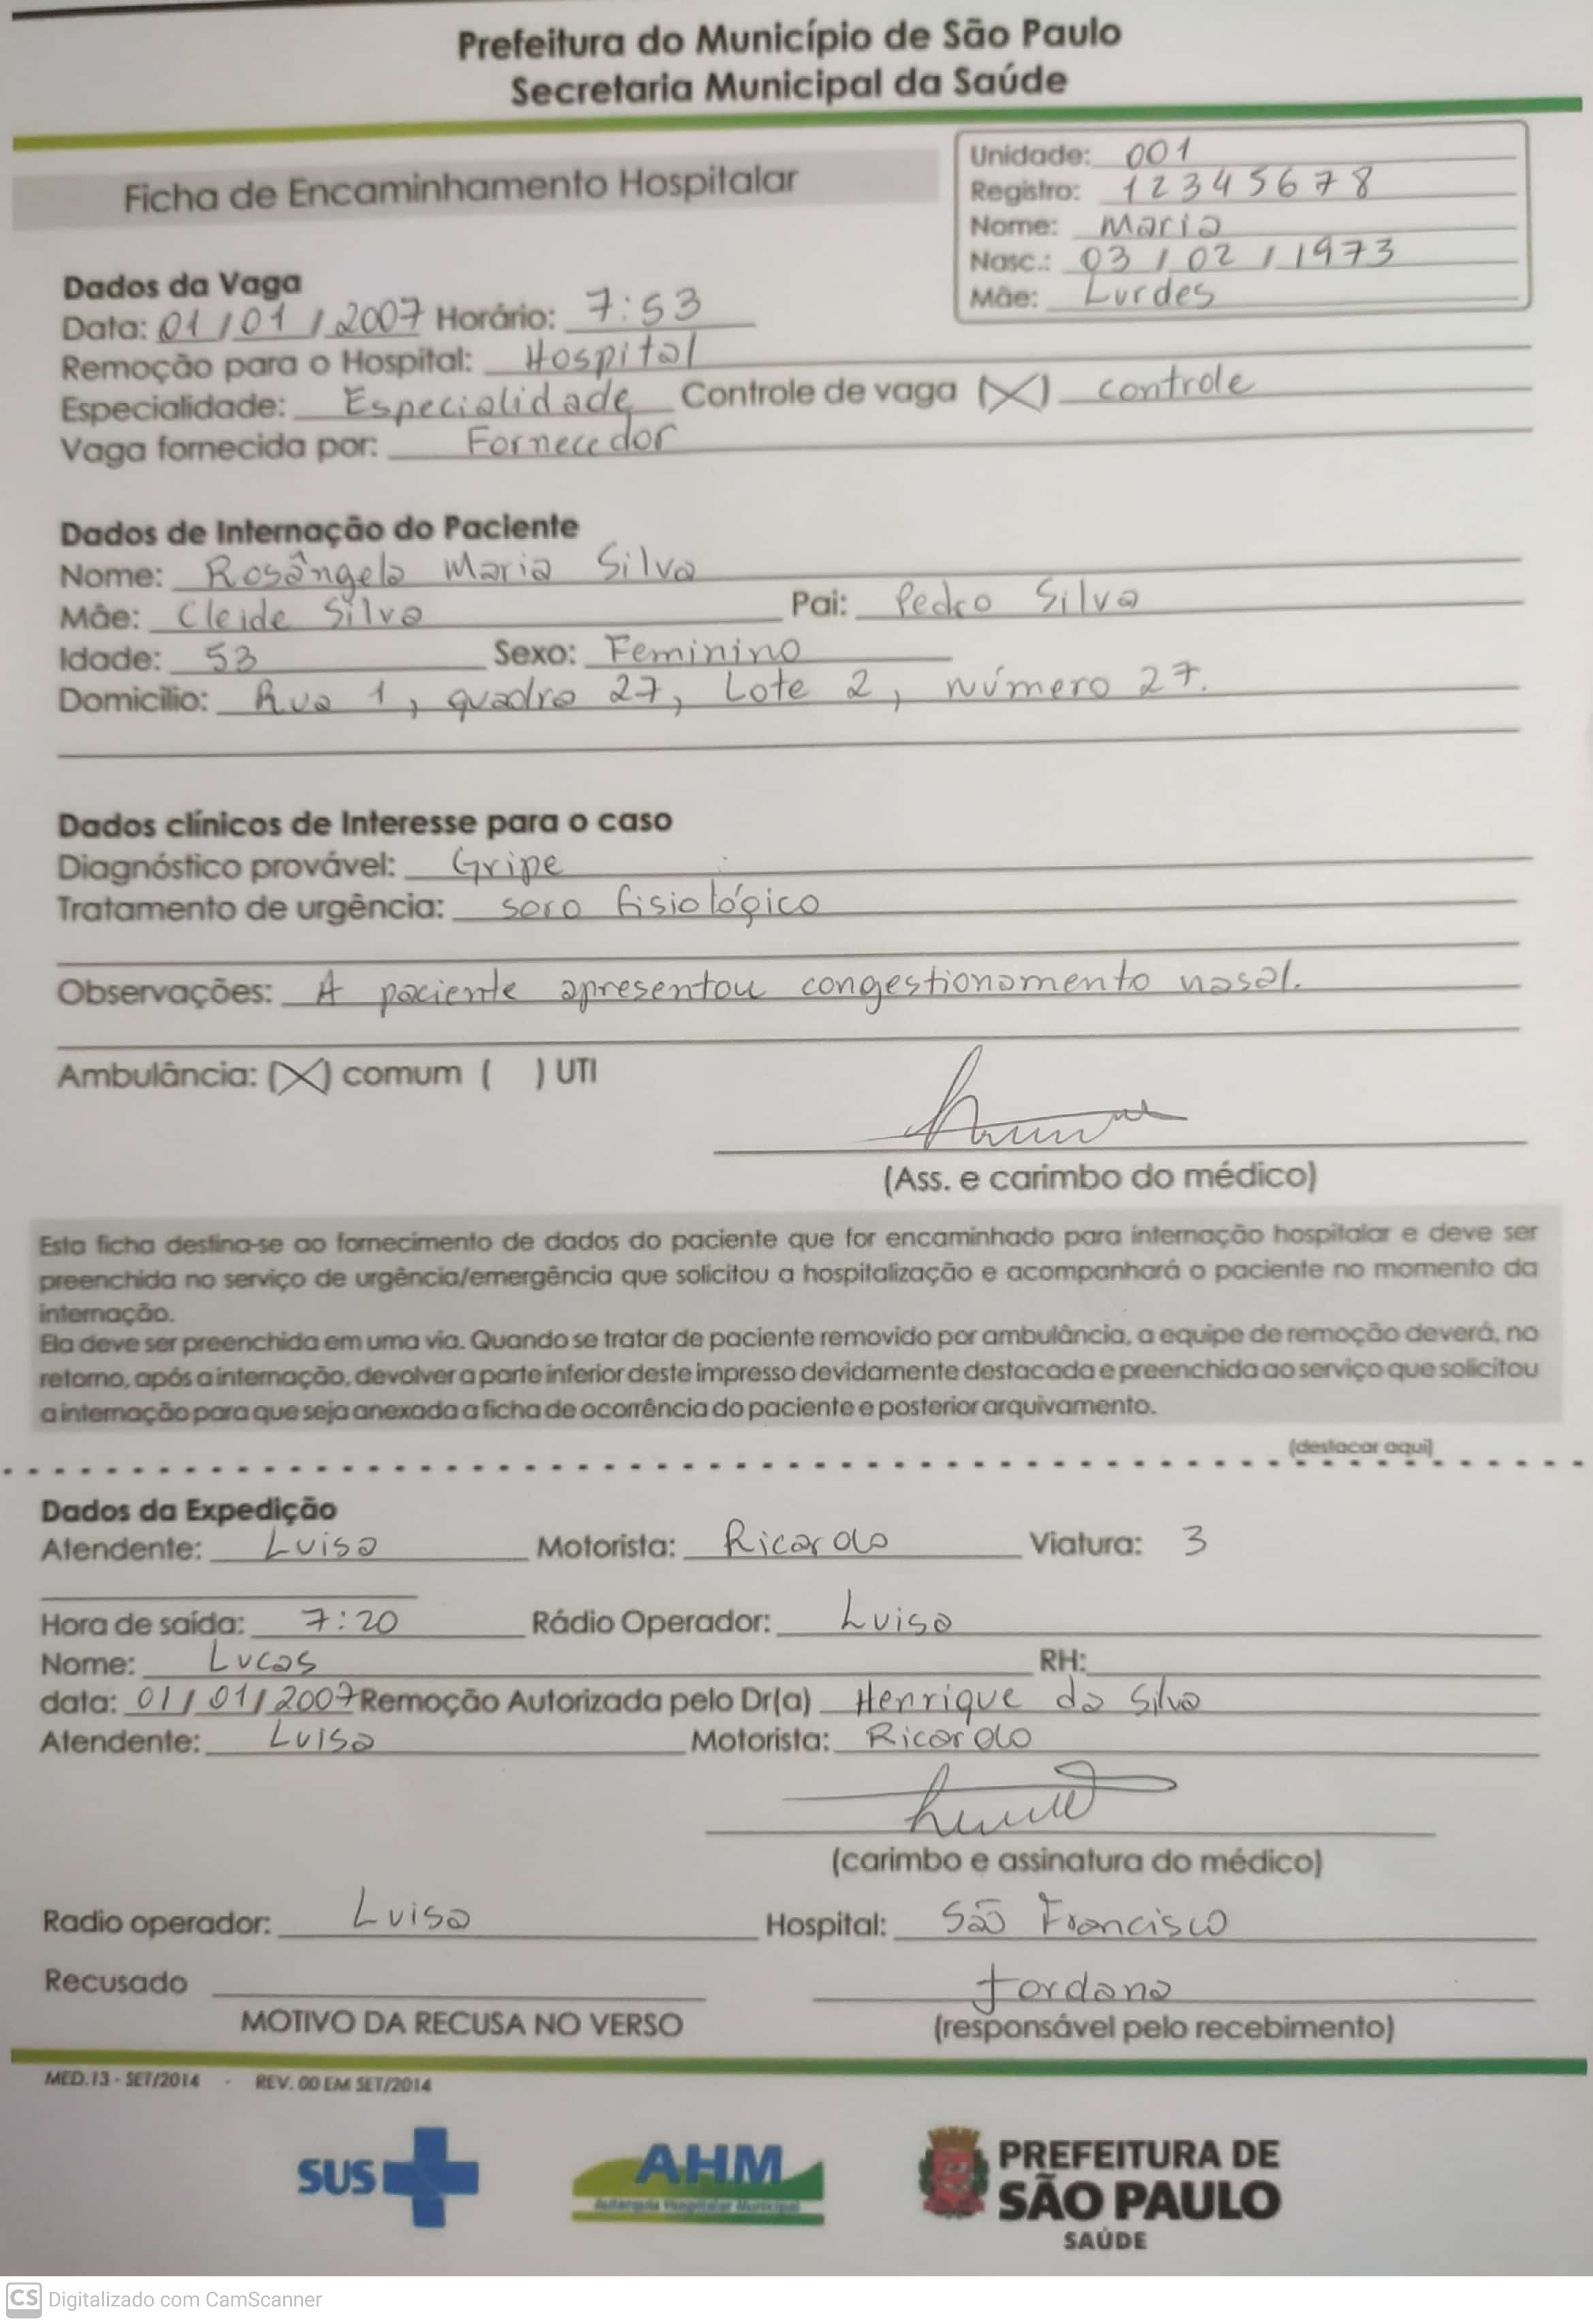 Prefeitura do Município de São Paulo
Secretaria Municipal da Saúde
Ficha de Encaminhamento Hospitalar
Unidade: 001
Registro: 12345678
Nome: Maria
Nasc.: 03 / 02 / 1973
Mãe: Lurdes
Dados da Vaga
Data: 01 / 01 / 2007 Horário: 7:53
Remoção para o Hospital: Hospital
Especialidade: Especialidade Controle de vaga (X) controle
Vaga fornecida por: Fornecedor
Dados de Internação do Paciente
Nome: Rosângela Maria Silva
Mãe: Cleide Silva Pai: Pedro Silva
Idade: 53 Sexo: Feminino
Domicílio: Rua 1, quadra 27, Lote 2, número 27.
Dados clínicos de Interesse para o caso
Diagnóstico provável: Gripe
Tratamento de urgência: soro fisiológico
Observações: A paciente apresentou congestionamento nasal.
Ambulância: (X) comum ( ) UTI
(Ass. e carimbo do médico)
Esta ficha destina-se ao fornecimento de dados do paciente que for encaminhado para internação hospitalar e deve ser
preenchida no serviço de urgência/emergência que solicitou a hospitalização e acompanhará o paciente no momento da
internação.
Ela deve ser preenchida em uma via. Quando se tratar de paciente removido por ambulância, a equipe de remoção deverá, no
retorno, após a internação, devolver a parte inferior deste impresso devidamente destacada e preenchida ao serviço que solicitou
a internação para que seja anexada a ficha de ocorrência do paciente e posterior arquivamento.
(destacar aqui)
Dados da Expedição
Atendente: Luisa Motorista: Ricardo Viatura: 3
Hora de saída: 7:20 Rádio Operador: Luisa
Nome: Lucas RH:
data: 01 / 01 / 2007 Remoção Autorizada pelo Dr(a) Henrique da Silva
Atendente: Luisa Motorista: Ricardo
(carimbo e assinatura do médico)
Radio operador: Luisa Hospital: São Francisco
Recusado Jordana
MOTIVO DA RECUSA NO VERSO (responsável pelo recebimento)
MED.13 - SET/2014 - REV. 00 EM SET/2014
SUS AHM PREFEITURA DE
Autarquia Hospitalar Municipal SÃO PAULO
SAÚDE
CS Digitalizado com CamScanner